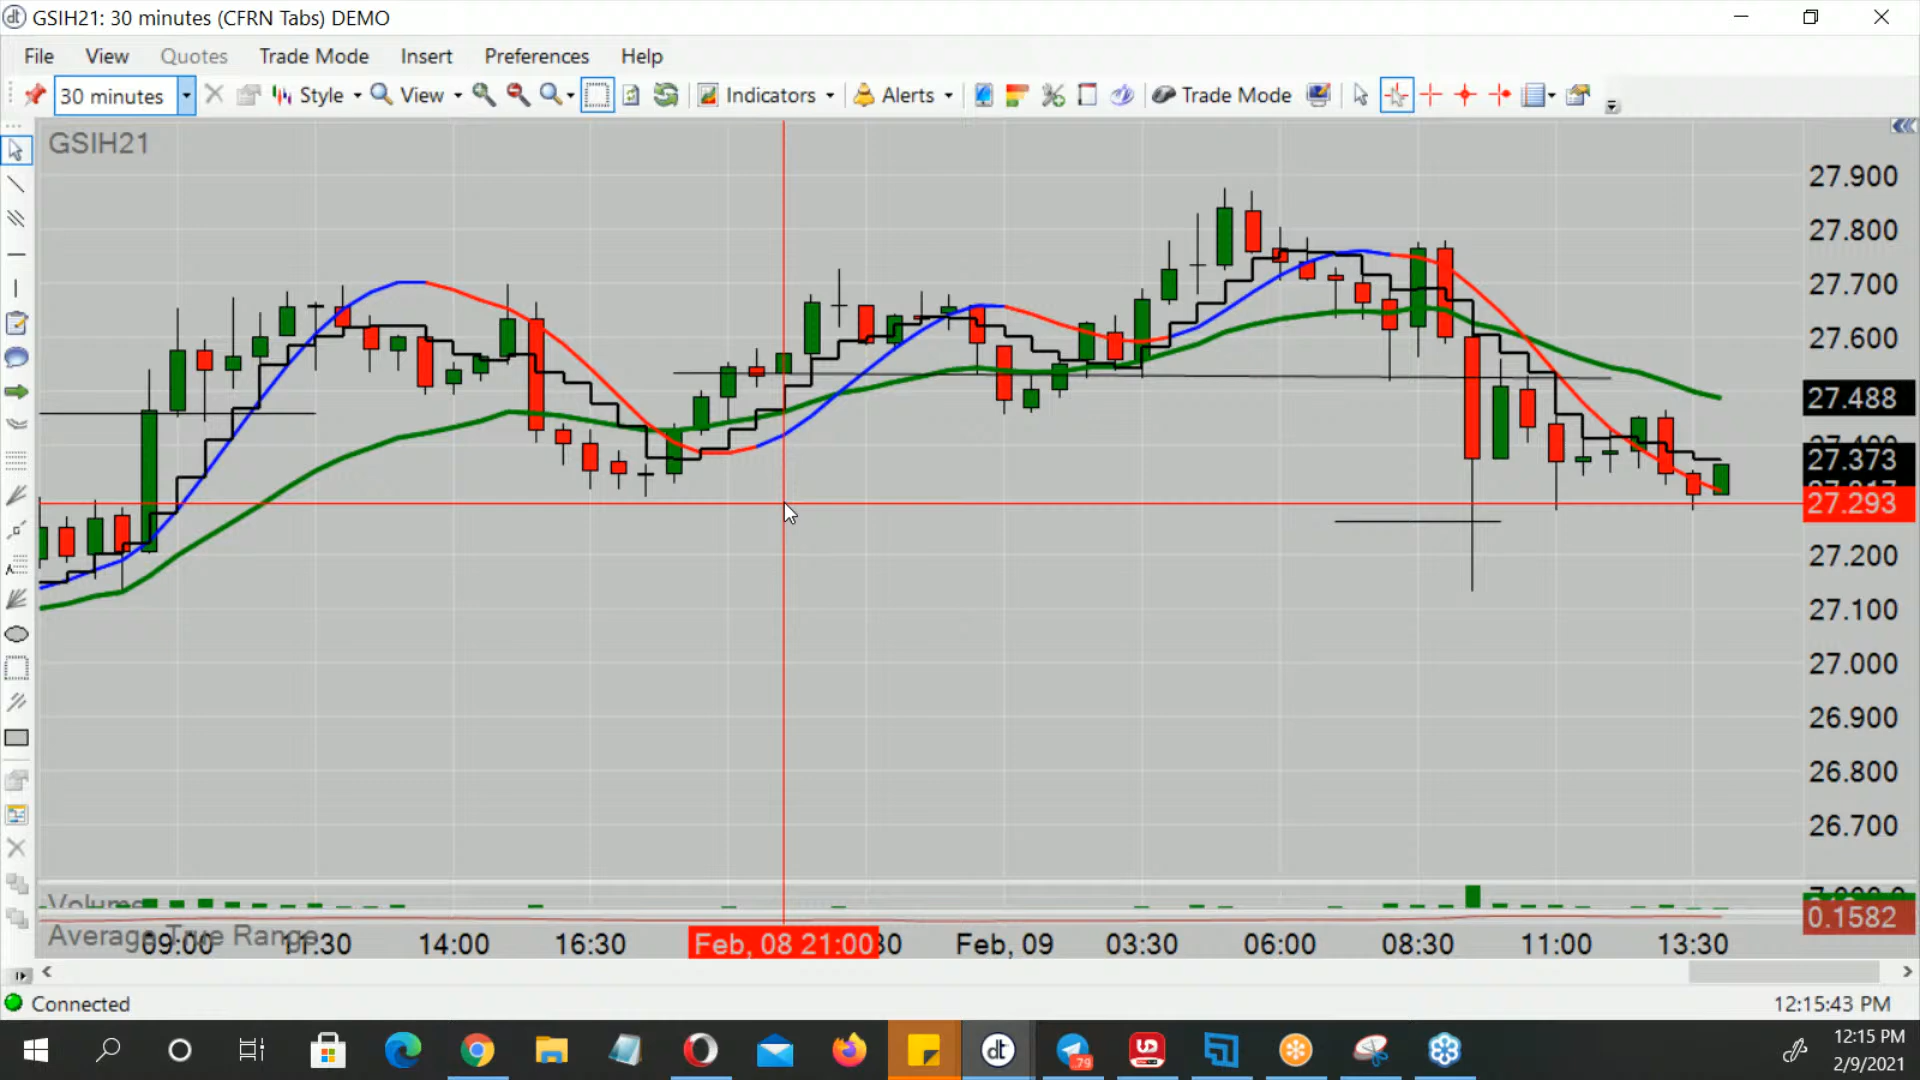 GSIH21: 30 minutes (CFRN Tabs) DEMO
File View Quotes Trade Mode Insert Preferences Help
30 minutes Style View Indicators Alerts Trade Mode
GSIH21
27.900
27.800
27.700
27.600
27.488
27.373
27.293
27.200
27.100
27.000
26.900
26.800
26.700
Volume
0.1582
Average True Range
09:00 11:30 14:00 16:30 Feb, 08 21:00 Feb, 09 03:30 06:00 08:30 11:00 13:30
Connected 12:15:43 PM
79
12:15 PM
2/9/2021